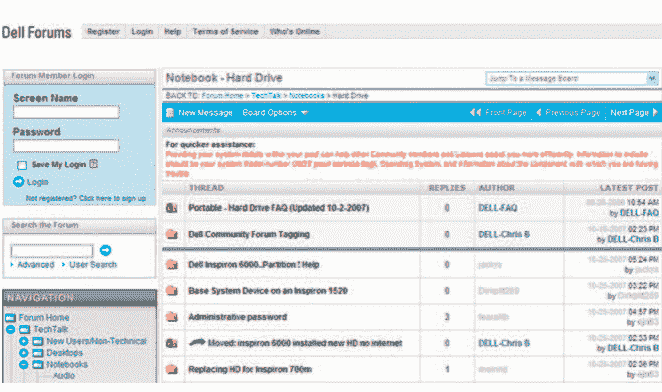 Dell Forums
Register Login Help Terms of Service Who's Online
Forum Member Login
Screen Name
Password
Save My Login [?]
Login
Not registered? Click here to sign up
Search the Forum
Advanced User Search
NAVIGATION
Forum Home
TechTalk
New Users/Non-Technical
Desktops
Notebooks
Audio
Notebook - Hard Drive
Jump To a Message Board
BACK TO: Forum Home > TechTalk > Notebooks > Hard Drive
New Message Board Options Front Page Previous Page Next Page
Announcements
For quicker assistance:
THREAD REPLIES AUTHOR LATEST POST
Portable - Hard Drive FAQ (Updated 10-2-2007) 0 DELL-FAQ 10:54 AM
by DELL-FAQ
Dell Community Forum Tagging 0 DELL-Chris B 02:23 PM
by DELL-Chris B
Dell Inspiron 6000..Partition ! Help 0 05:24 PM
by
Base System Device on an Inspiron 1520 0 03:22 PM
by
Administrative password 3 04:57 PM
by
Moved: inspiron 6000 installed new HD no internet 0 DELL-Chris B 02:33 PM
by DELL-Chris B
Replacing HD for Inspiron 700m 1 02:36 PM
by